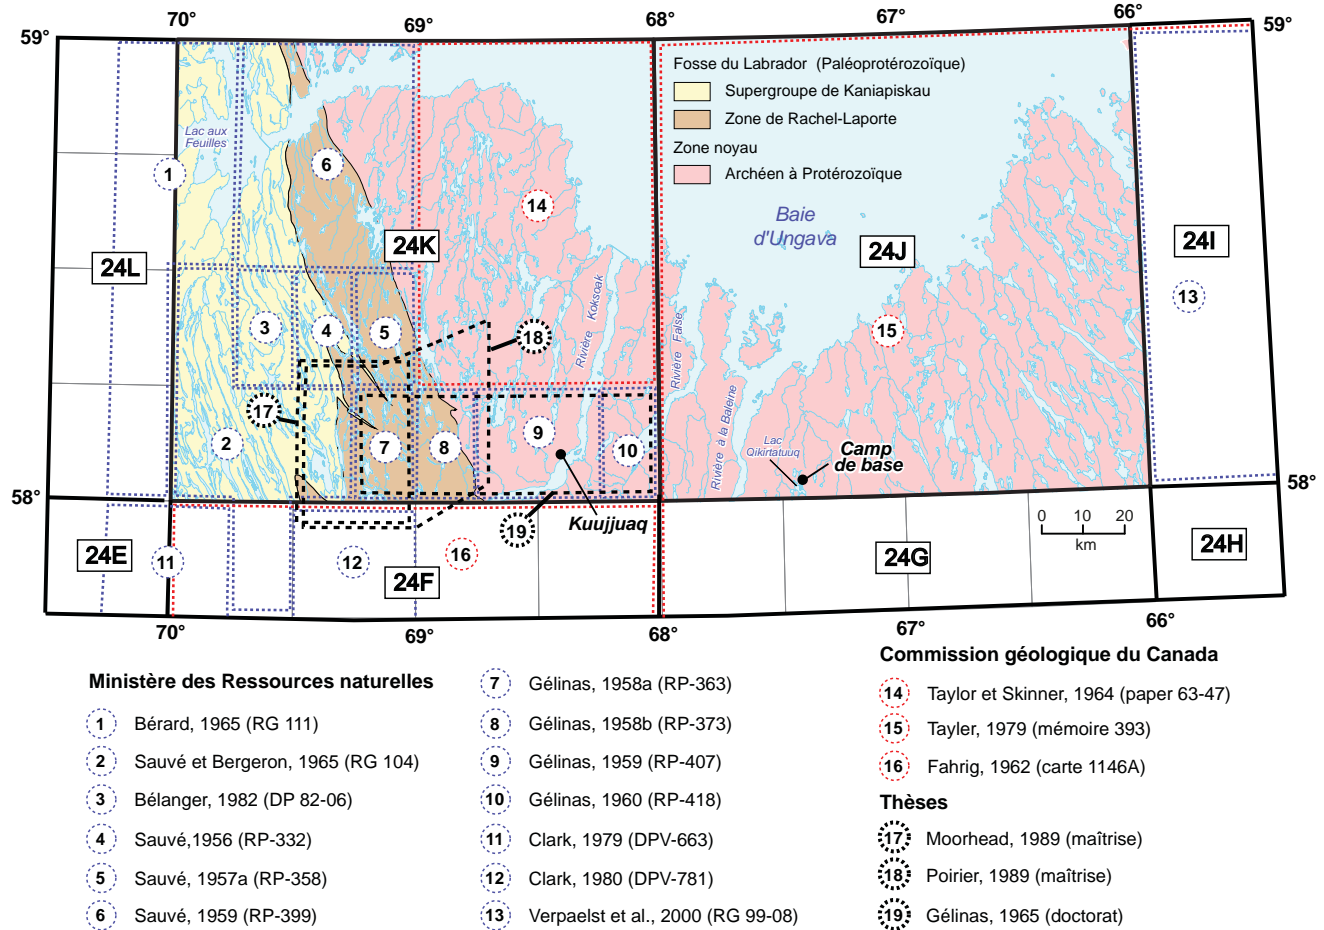 70°
69°
68°
67°
66°
59°
59°
Fosse du Labrador (Paléoprotérozoïque)
Supergroupe de Kaniapiskau
Zone de Rachel-Laporte
Zone noyau
Archéen à Protérozoïque
Lac aux
Feuilles
1
6
14
24K
Baie
d'Ungava
24J
24I
24L
13
3
4
5
18
15
Rivière Koksoak
Rivière False
Rivière à la Baleine
17
2
7
8
9
10
Lac
Qikirtatuuq
Camp
de base
58°
58°
Kuujjuaq
19
0 10 20
km
24E
11
12
24F
16
24G
24H
70°
69°
68°
67°
66°
Ministère des Ressources naturelles
1 Bérard, 1965 (RG 111)
2 Sauvé et Bergeron, 1965 (RG 104)
3 Bélanger, 1982 (DP 82-06)
4 Sauvé,1956 (RP-332)
5 Sauvé, 1957a (RP-358)
6 Sauvé, 1959 (RP-399)
7 Gélinas, 1958a (RP-363)
8 Gélinas, 1958b (RP-373)
9 Gélinas, 1959 (RP-407)
10 Gélinas, 1960 (RP-418)
11 Clark, 1979 (DPV-663)
12 Clark, 1980 (DPV-781)
13 Verpaelst et al., 2000 (RG 99-08)
Commission géologique du Canada
14 Taylor et Skinner, 1964 (paper 63-47)
15 Tayler, 1979 (mémoire 393)
16 Fahrig, 1962 (carte 1146A)
Thèses
17 Moorhead, 1989 (maîtrise)
18 Poirier, 1989 (maîtrise)
19 Gélinas, 1965 (doctorat)